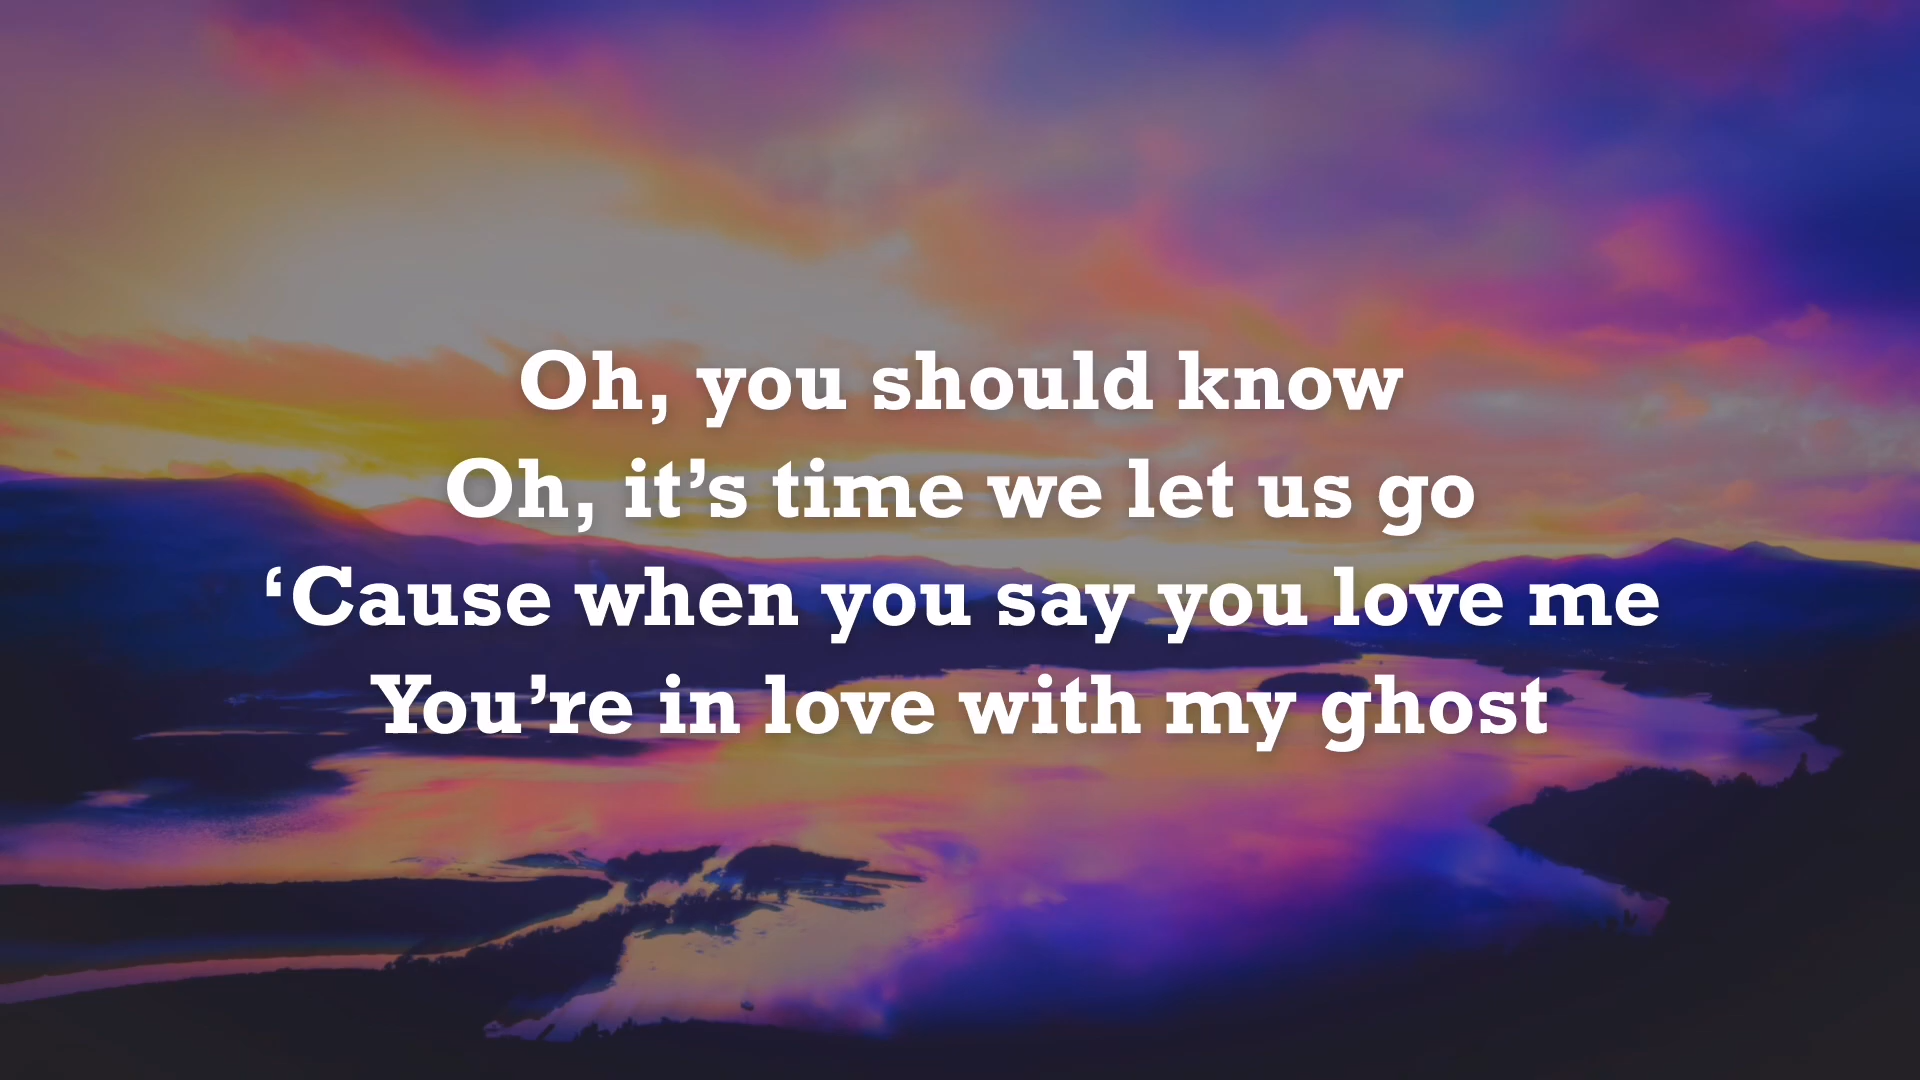 Oh, you should know
Oh, it’s time we let us go
‘Cause when you say you love me
You’re in love with my ghost